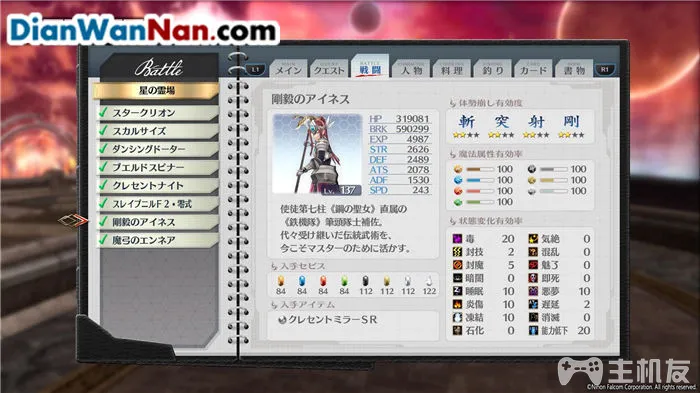 DianWanNan.com
Battle
星の霊場
スタークリオン
スカルサイズ
ダンシングドーター
プエルドスピナー
クレセントナイト
スレイプニルF2・零式
剛毅のアイネス
魔弓のエンネア
L1 メイン クエスト BATTLE 戦闘 人物 料理 釣り カード 書物 R1
剛毅のアイネス
Lv. 137
HP 319081
BRK 590299
EXP 4987
STR 2626
DEF 2489
ATS 2078
ADF 1530
SPD 243
使徒第七柱《鋼の聖女》直属の
《鉄機隊》筆頭隊士補佐。
代々受け継いだ伝統武術を、
今こそマスターのために活かす。
入手セピス
84 84 84 84 112 112 112 122
入手アイテム
クレセントミラーSR
体勢崩し有効度
斬 突 射 剛
魔法属性有効率
100 100
100 100
100 100
100
状態変化有効率
毒 20 気絶 0
封技 2 混乱 0
封魔 5 魅了 0
暗闇 0 即死 0
睡眠 10 悪夢 10
炎傷 10 遅延 2
凍結 10 消滅 0
石化 0 能力低下 20
主机友
©Nihon Falcom Corporation. All rights reserved.